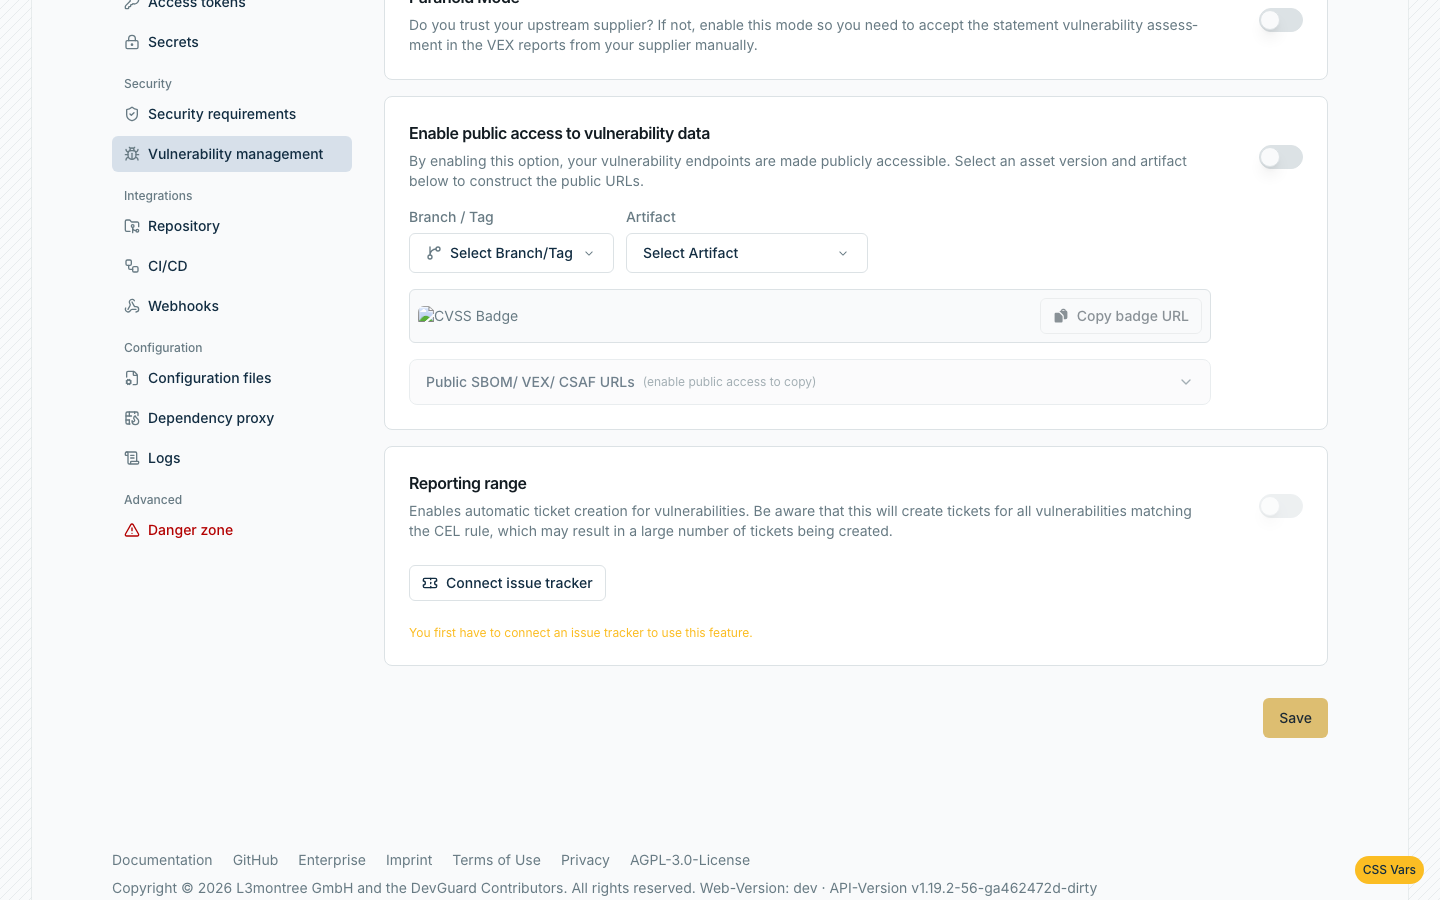 Access tokens
Secrets
Security
Security requirements
Vulnerability management
Integrations
Repository
CI/CD
Webhooks
Configuration
Configuration files
Dependency proxy
Logs
Advanced
Danger zone
Paranoid Mode
Do you trust your upstream supplier? If not, enable this mode so you need to accept the statement vulnerability assess-
ment in the VEX reports from your supplier manually.
Enable public access to vulnerability data
By enabling this option, your vulnerability endpoints are made publicly accessible. Select an asset version and artifact
below to construct the public URLs.
Branch / Tag
Artifact
Select Branch/Tag
Select Artifact
CVSS Badge
Copy badge URL
Public SBOM/ VEX/ CSAF URLs (enable public access to copy)
Reporting range
Enables automatic ticket creation for vulnerabilities. Be aware that this will create tickets for all vulnerabilities matching
the CEL rule, which may result in a large number of tickets being created.
Connect issue tracker
You first have to connect an issue tracker to use this feature.
Save
Documentation GitHub Enterprise Imprint Terms of Use Privacy AGPL-3.0-License
Copyright © 2026 L3montree GmbH and the DevGuard Contributors. All rights reserved. Web-Version: dev · API-Version v1.19.2-56-ga462472d-dirty
CSS Vars